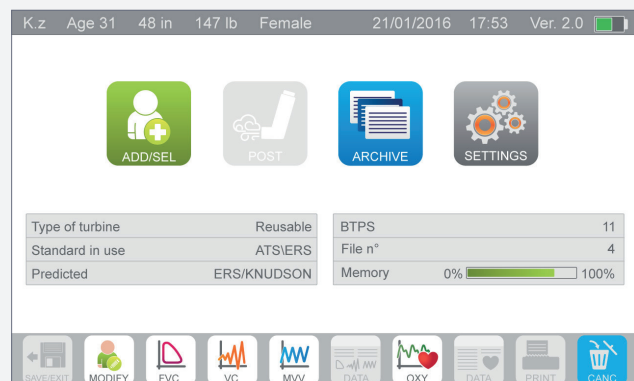 K.z Age 31 48 in 147 lb Female 21/01/2016 17:53 Ver. 2.0
ADD/SEL POST ARCHIVE SETTINGS
Type of turbine Reusable
Standard in use ATS\ERS
Predicted ERS/KNUDSON
BTPS 11
File n° 4
Memory 0% 100%
SAVE/EXIT MODIFY FVC VC MVV DATA OXY DATA PRINT CANC